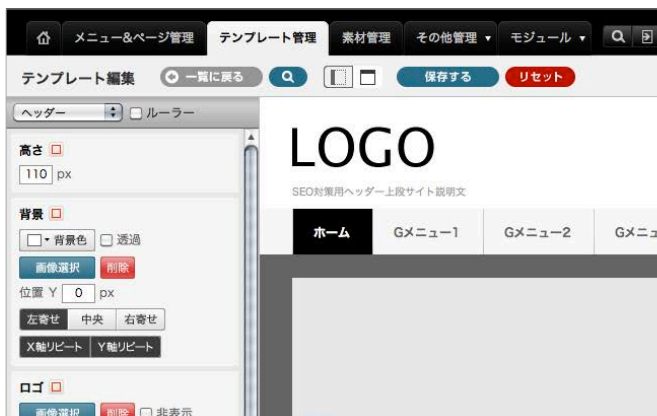 メニュー&ページ管理 テンプレート管理 素材管理 その他管理 モジュール
テンプレート編集 一覧に戻る 保存する リセット
ヘッダー ルーラー
高さ
110 px
背景
背景色 透過
画像選択 削除
位置 Y 0 px
左寄せ 中央 右寄せ
X軸リピート Y軸リピート
ロゴ
画像選択 削除 非表示
LOGO
SEO対策用ヘッダー上段サイト説明文
ホーム Gメニュー1 Gメニュー2 Gメニュ